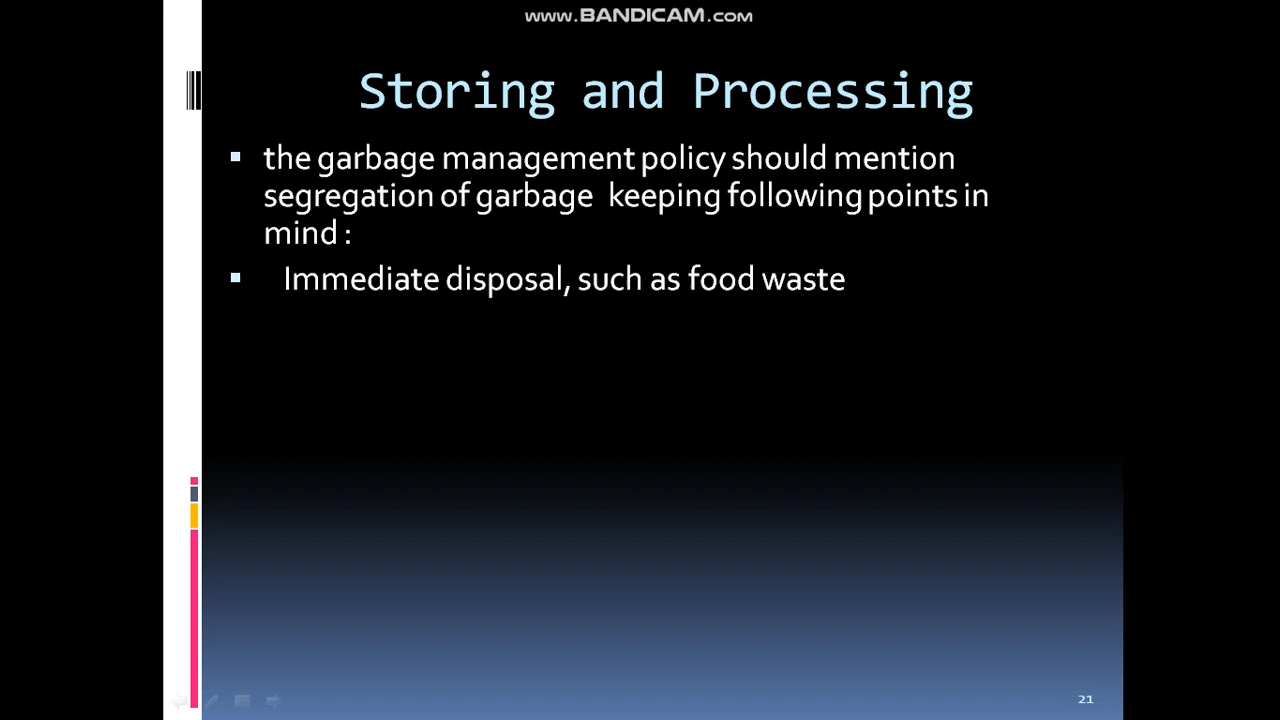 www.BANDICAM.com
Storing and Processing
▪ the garbage management policy should mention
segregation of garbage keeping following points in
mind :
▪ Immediate disposal, such as food waste
21